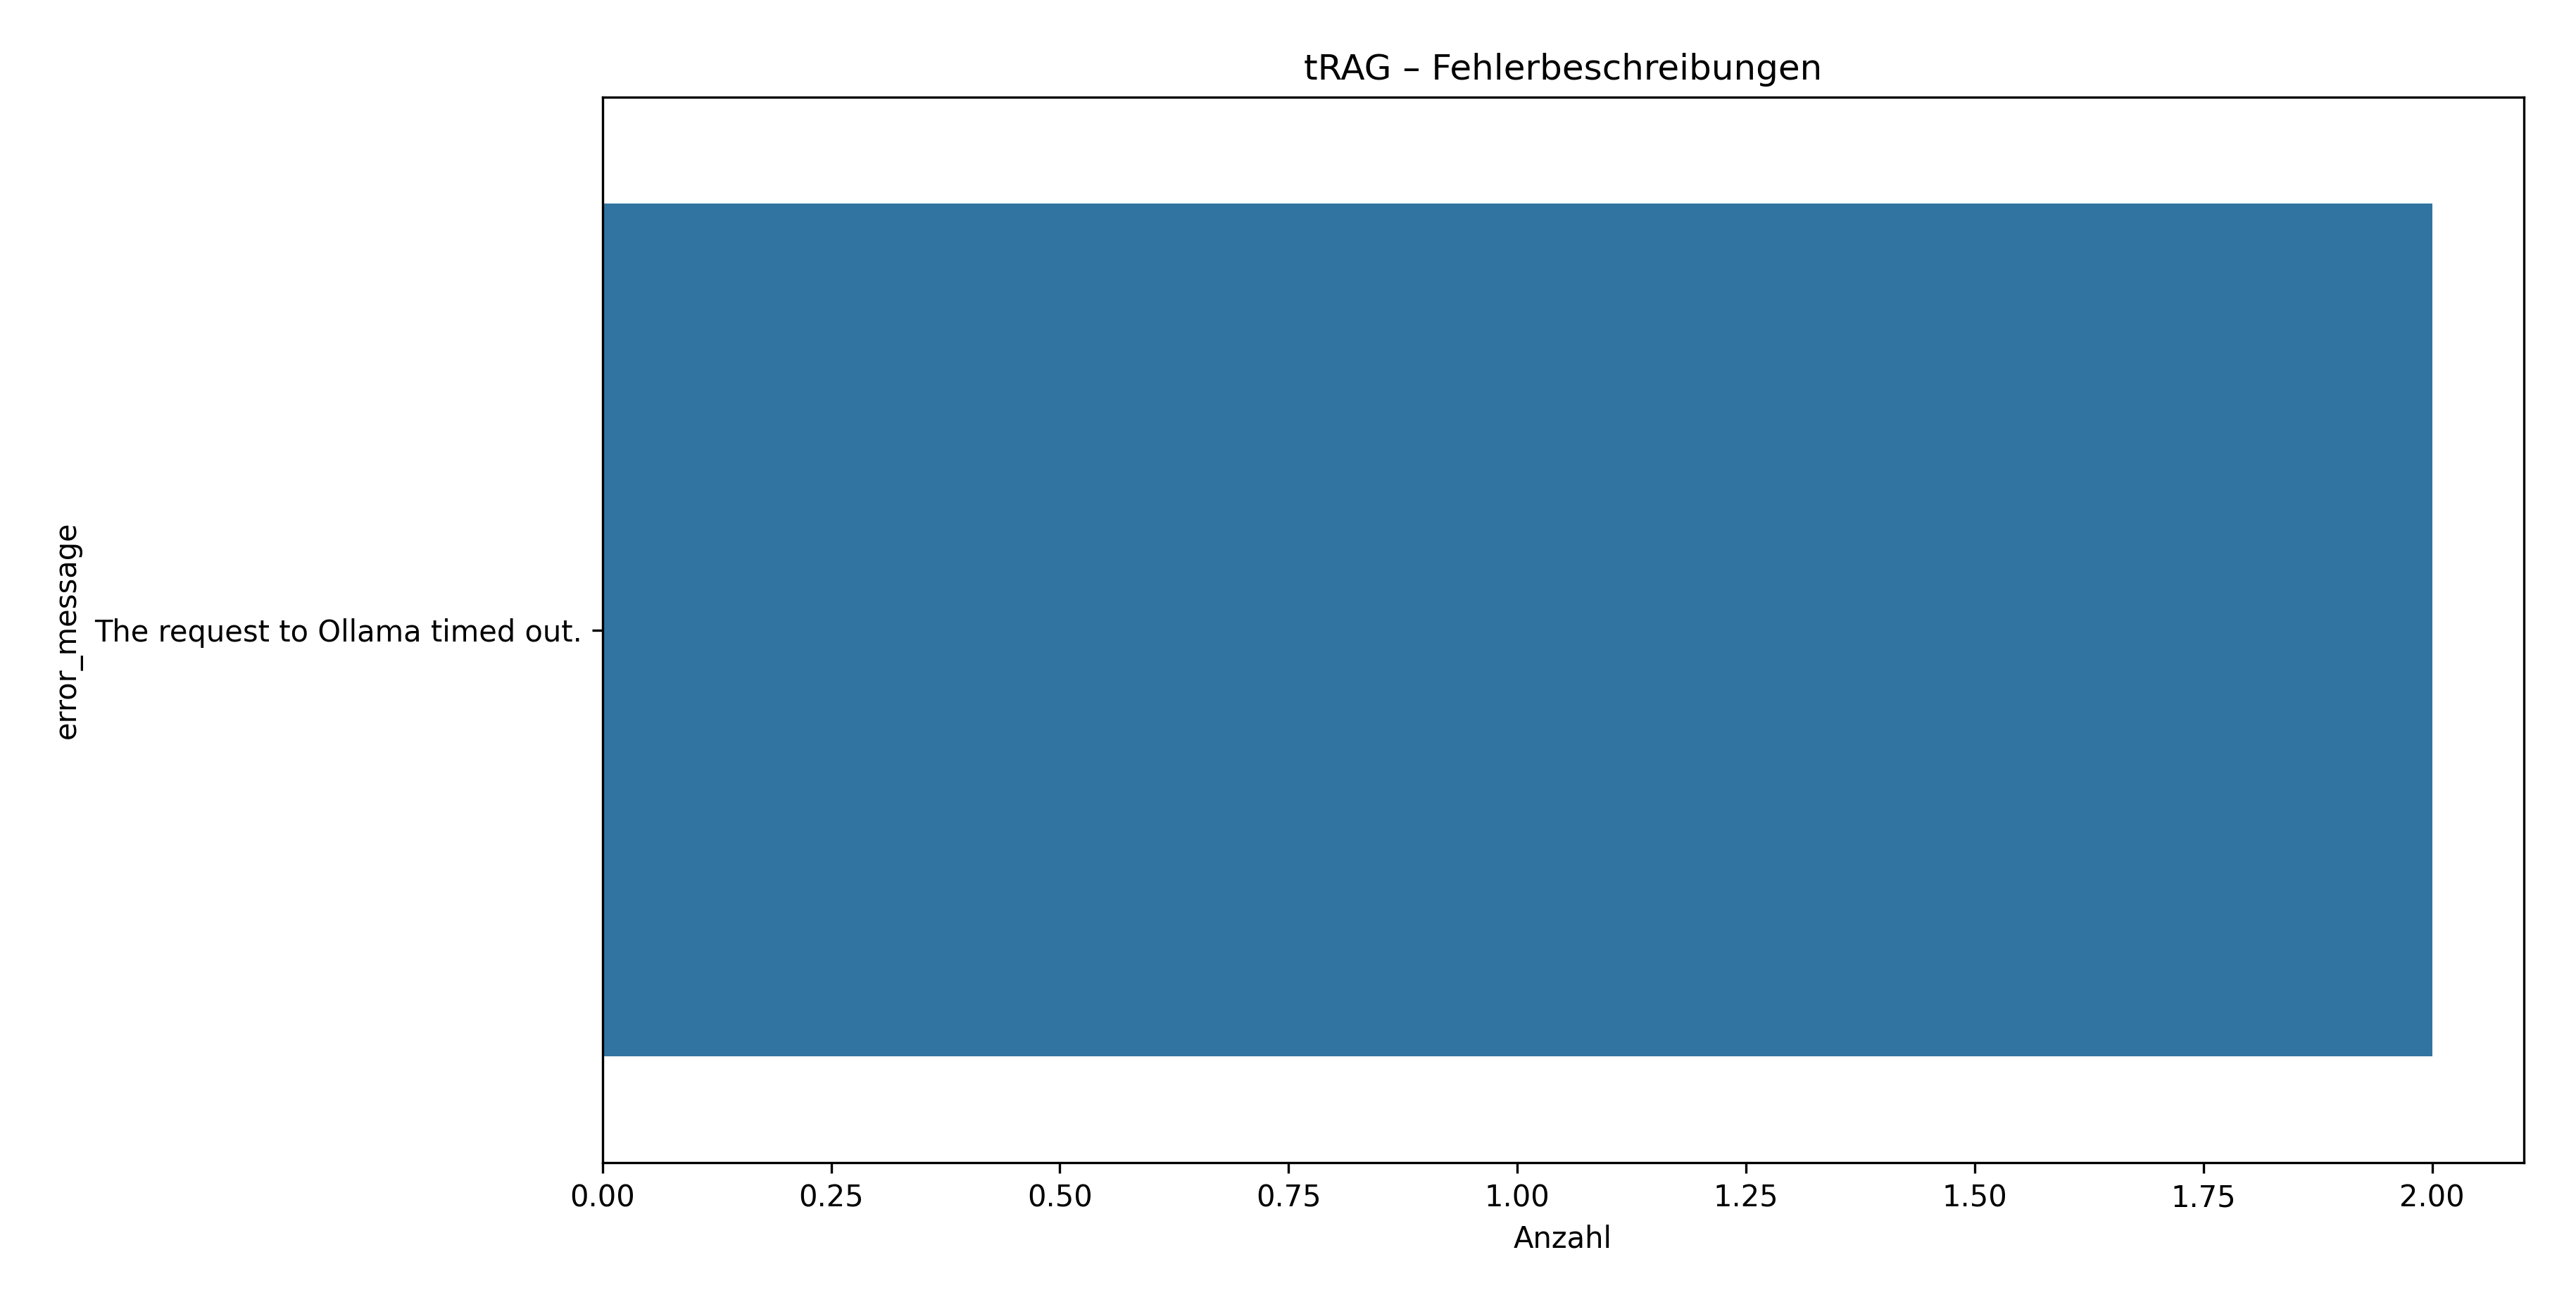 tRAG – Fehlerbeschreibungen
error_message
The request to Ollama timed out.
0.00 0.25 0.50 0.75 1.00 1.25 1.50 1.75 2.00
Anzahl